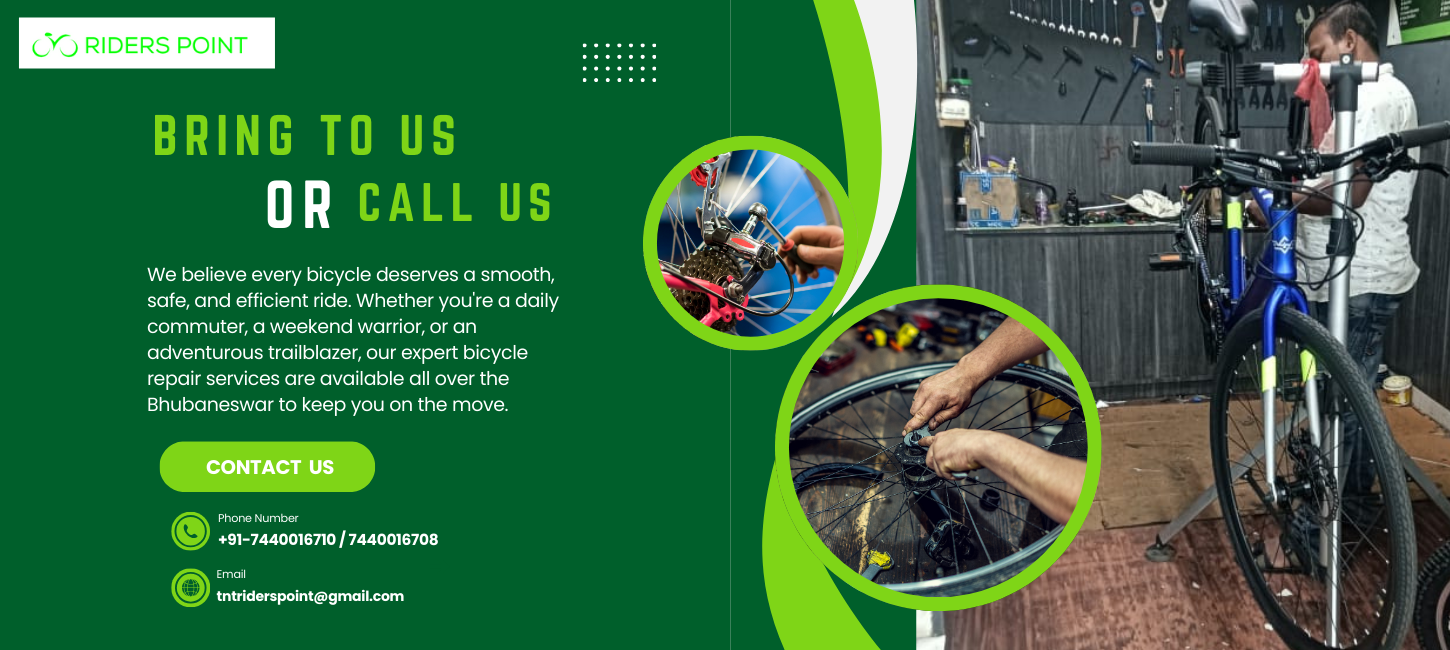 RIDERS POINT
BRING TO US
OR CALL US
We believe every bicycle deserves a smooth,
safe, and efficient ride. Whether you're a daily
commuter, a weekend warrior, or an
adventurous trailblazer, our expert bicycle
repair services are available all over the
Bhubaneswar to keep you on the move.
CONTACT US
Phone Number
+91-7440016710 / 7440016708
Email
tntriderspoint@gmail.com